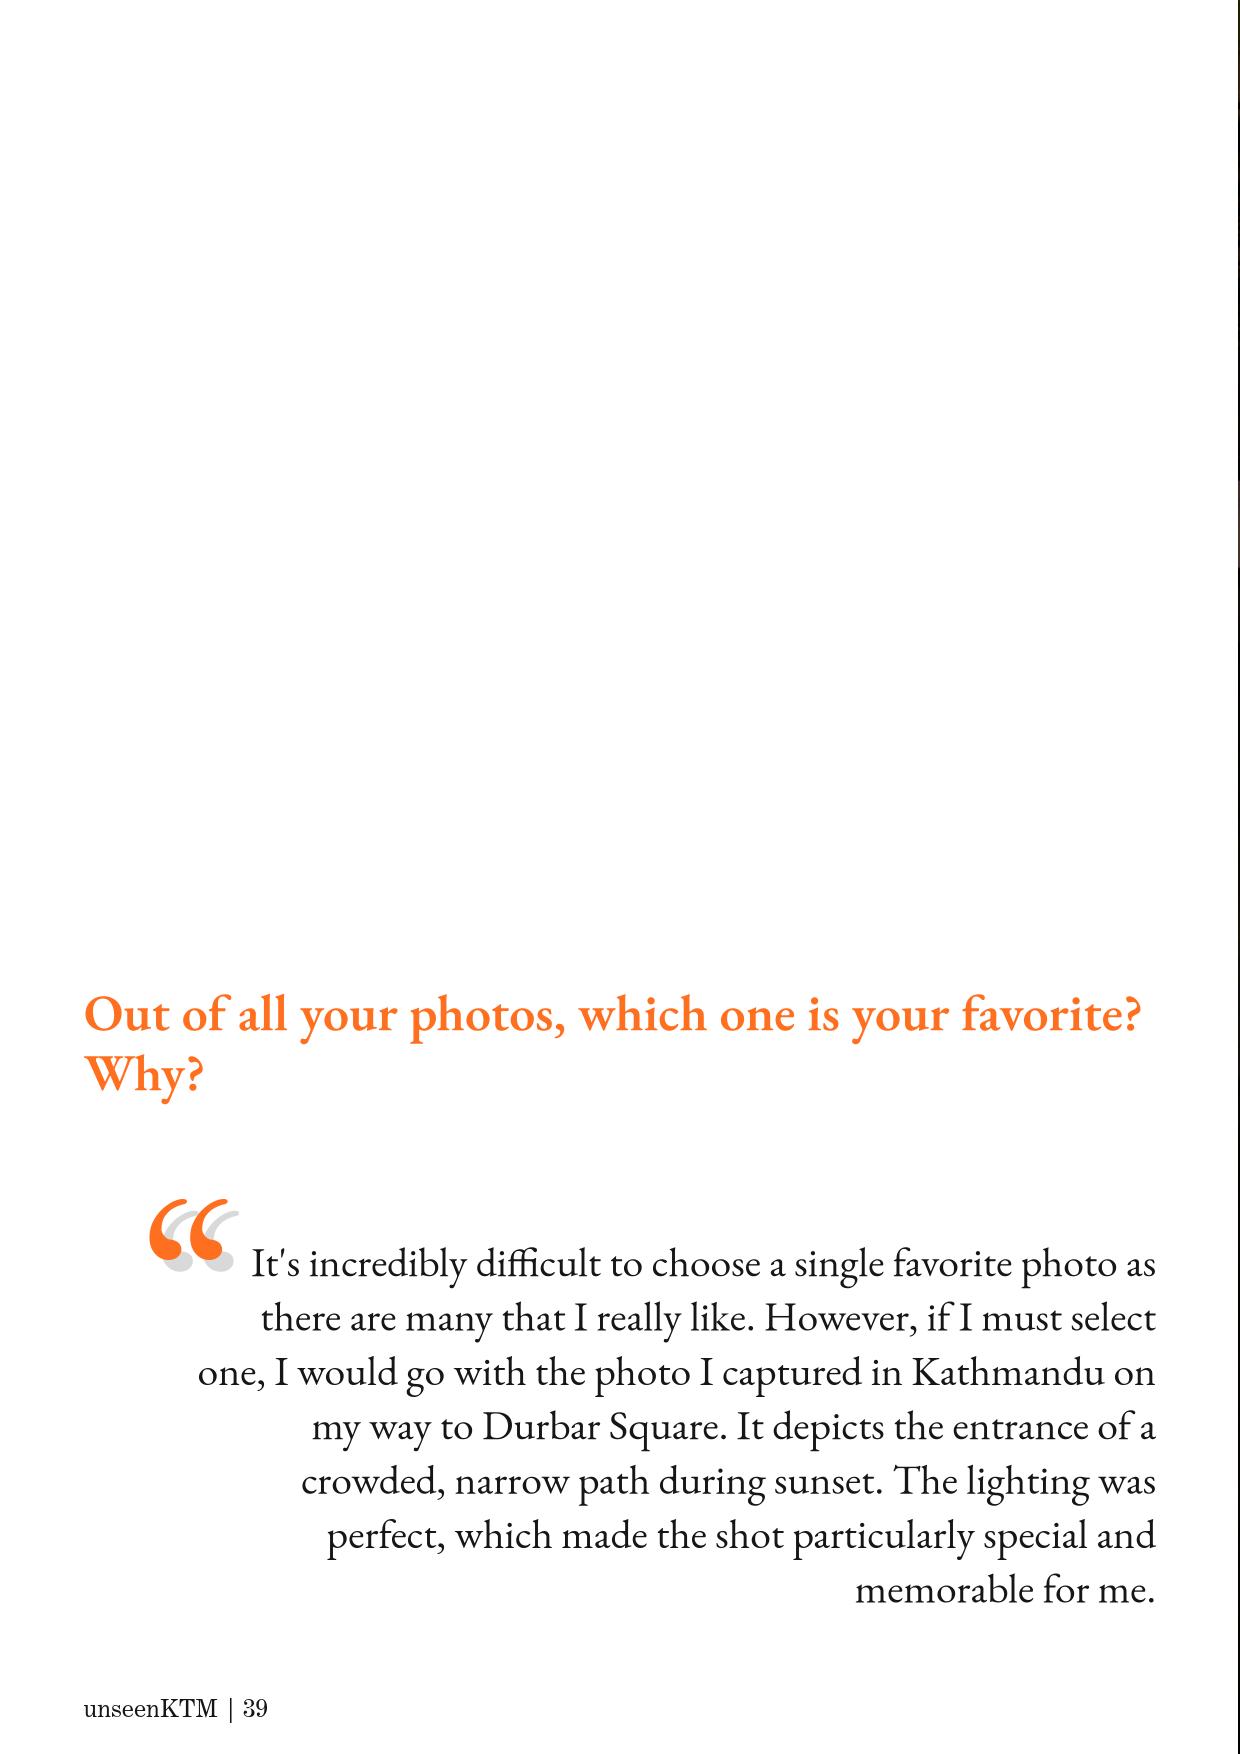 Out of all your photos, which one is your favorite?
Why?
“ It's incredibly difficult to choose a single favorite photo as
there are many that I really like. However, if I must select
one, I would go with the photo I captured in Kathmandu on
my way to Durbar Square. It depicts the entrance of a
crowded, narrow path during sunset. The lighting was
perfect, which made the shot particularly special and
memorable for me.
unseenKTM | 39